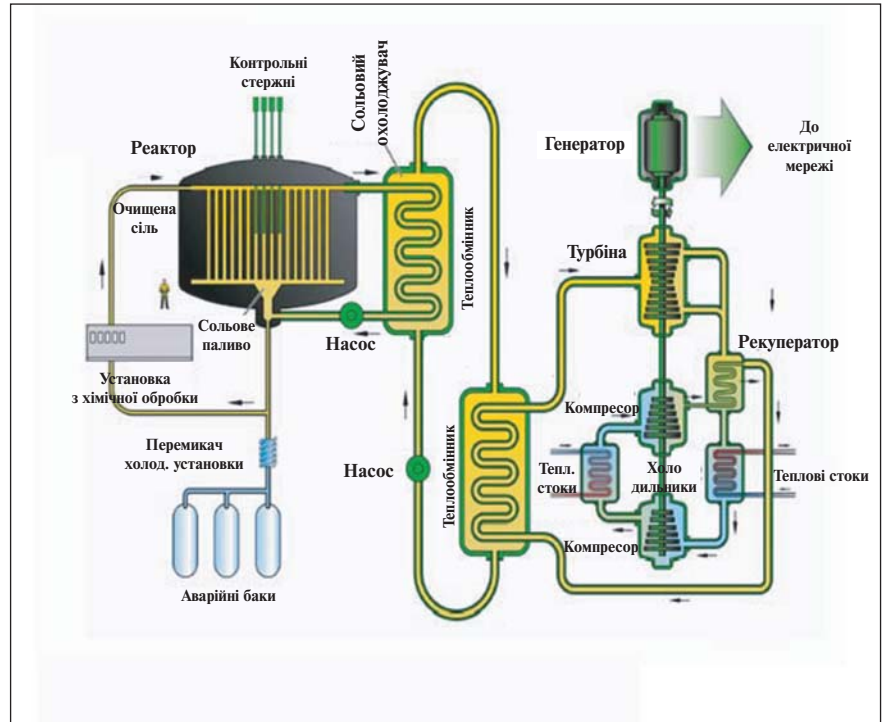 Контрольні
стержні
Сольовий
охолоджувач
Реактор
Генератор
До
електричної
мережі
Очищена
сіль
Теплообмінник
Турбіна
Сольове
паливо
Насос
Рекуператор
Установка
з хімічної обробки
Компресор
Перемикач
холод. установки
Насос
Теплообмінник
Тепл.
стоки
Холо
дильники
Теплові стоки
Компресор
Аварійні баки